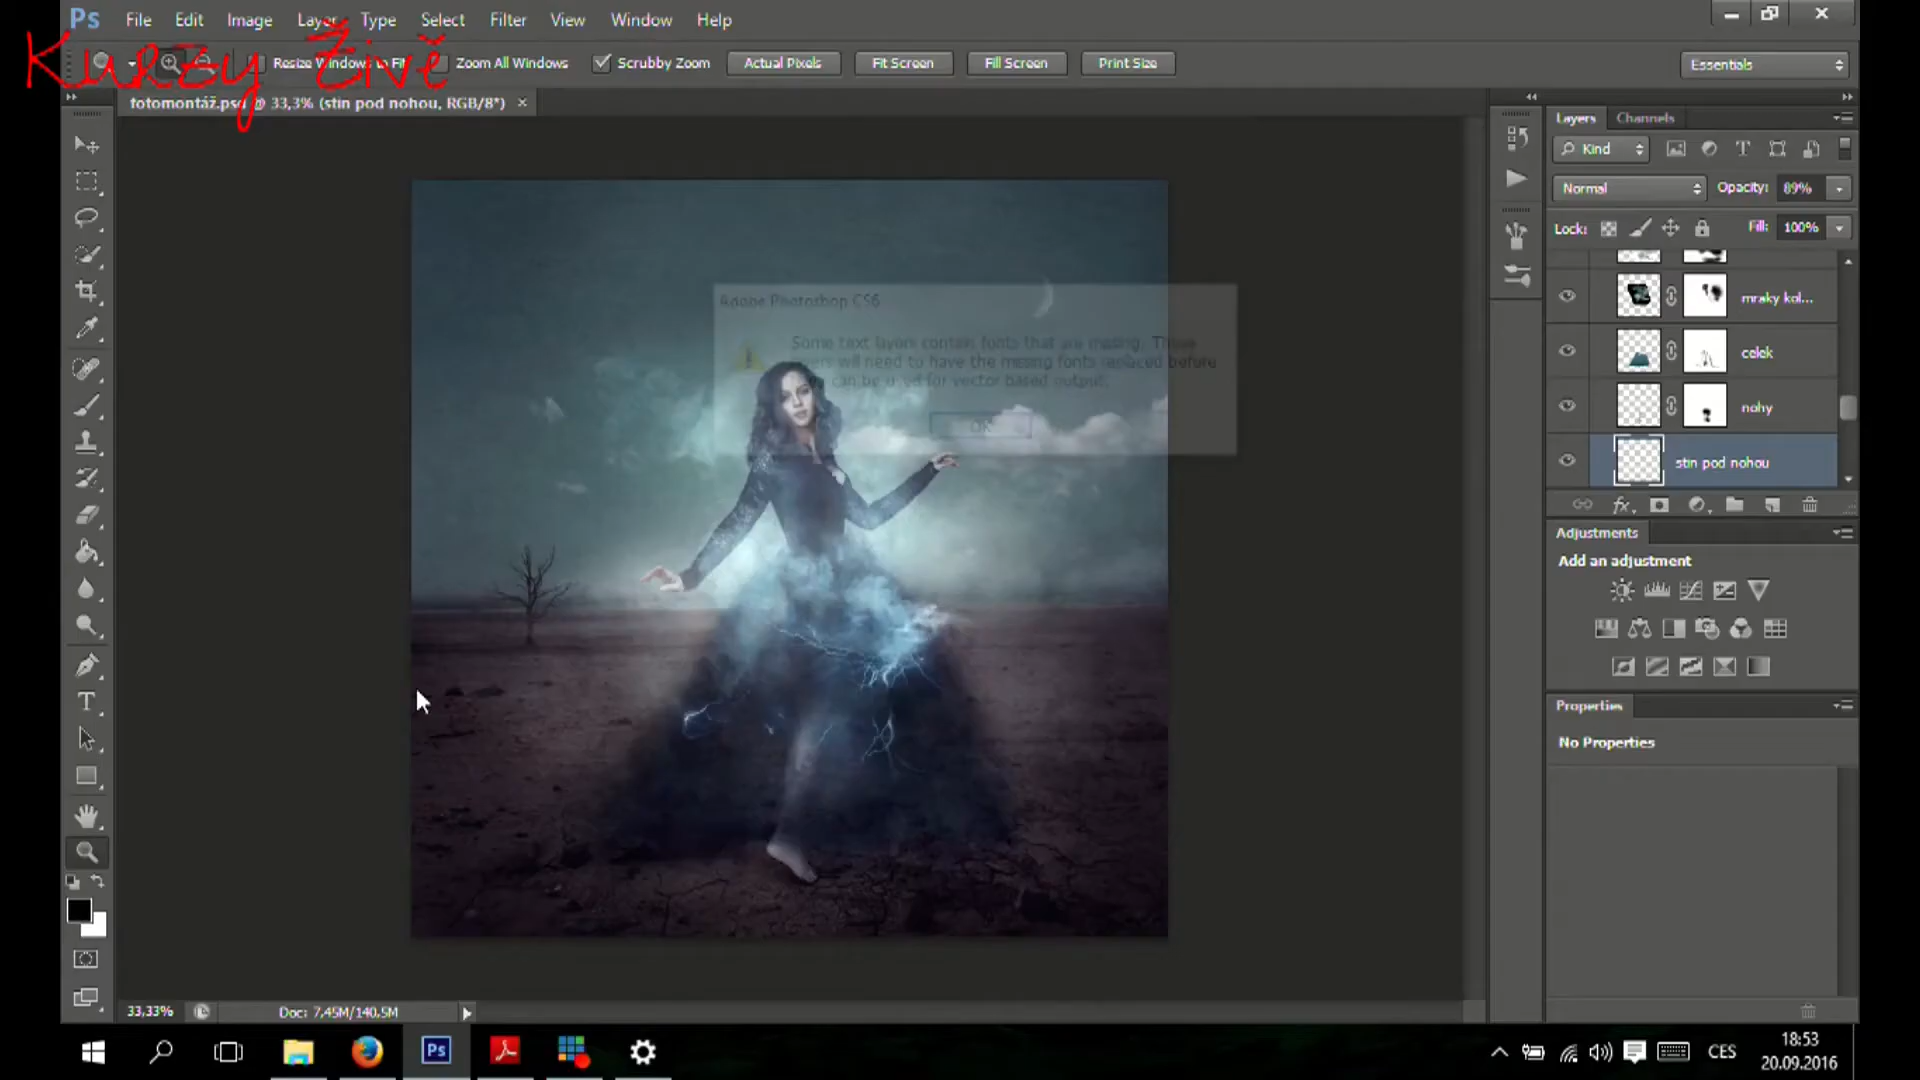 Ps File Edit Image Layer Type Select Filter View Window Help
Kurzy Živě
Resize Windows to Fit Zoom All Windows Scrubby Zoom Actual Pixels Fit Screen Fill Screen Print Size Essentials
fotomontáž.psd @ 33,3% (stin pod nohou, RGB/8*) ×
Layers Channels
Kind
Normal Opacity: 89%
Lock: Fill: 100%
mraky kol...
celek
nohy
stin pod nohou
Adobe Photoshop CS6
Some text layers contain fonts that are missing. These
layers will need to have the missing fonts replaced before
can be used for vector based output.
OK
Adjustments
Add an adjustment
Properties
No Properties
33,33% Doc: 7,45M/140,5M
Ps CES 18:53
20.09.2016